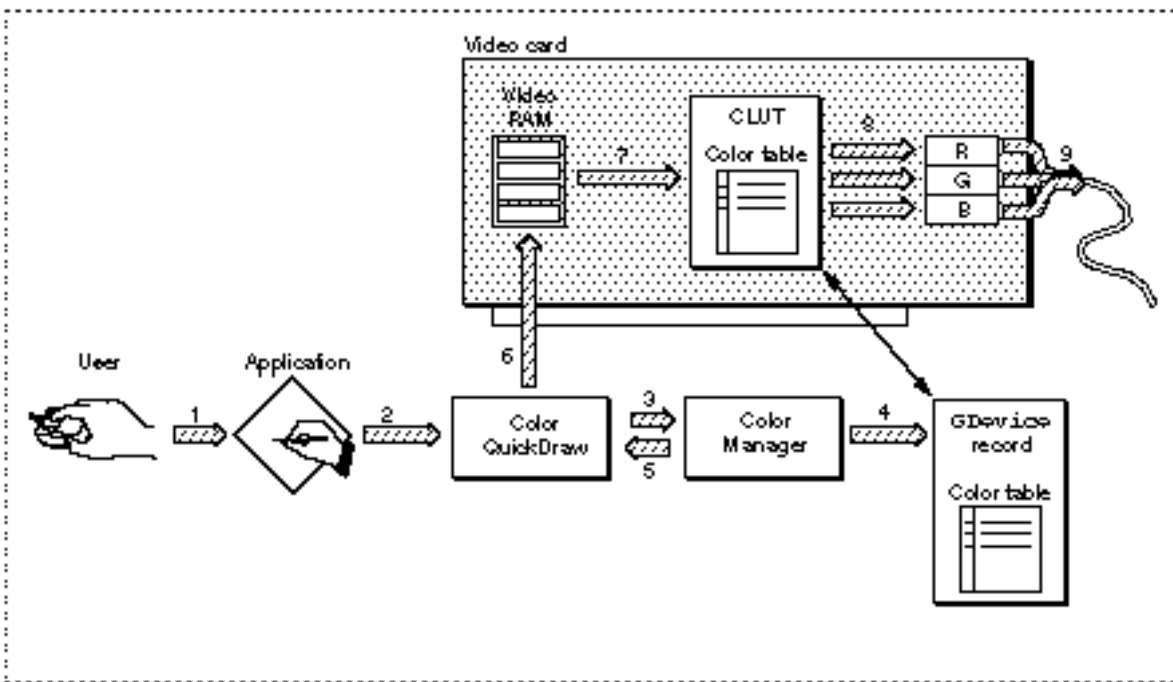 Video card
Video
RAM
CLUT
Color table
7
8
R
G
B
9
6
User
Application
1
2
Color
QuickDraw
3
5
Color
Manager
4
GDevice
record
Color table